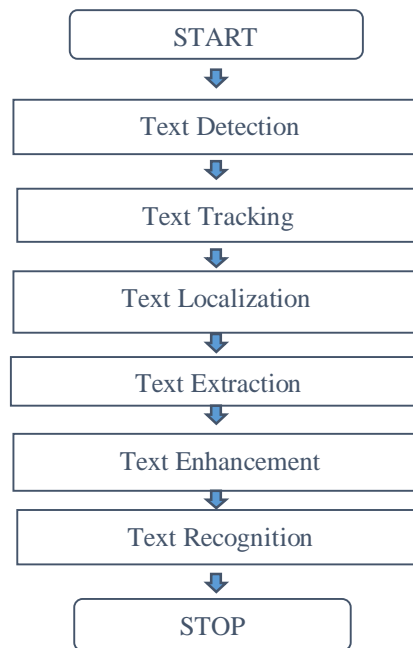 START
Text Detection
Text Tracking
Text Localization
Text Extraction
Text Enhancement
Text Recognition
STOP